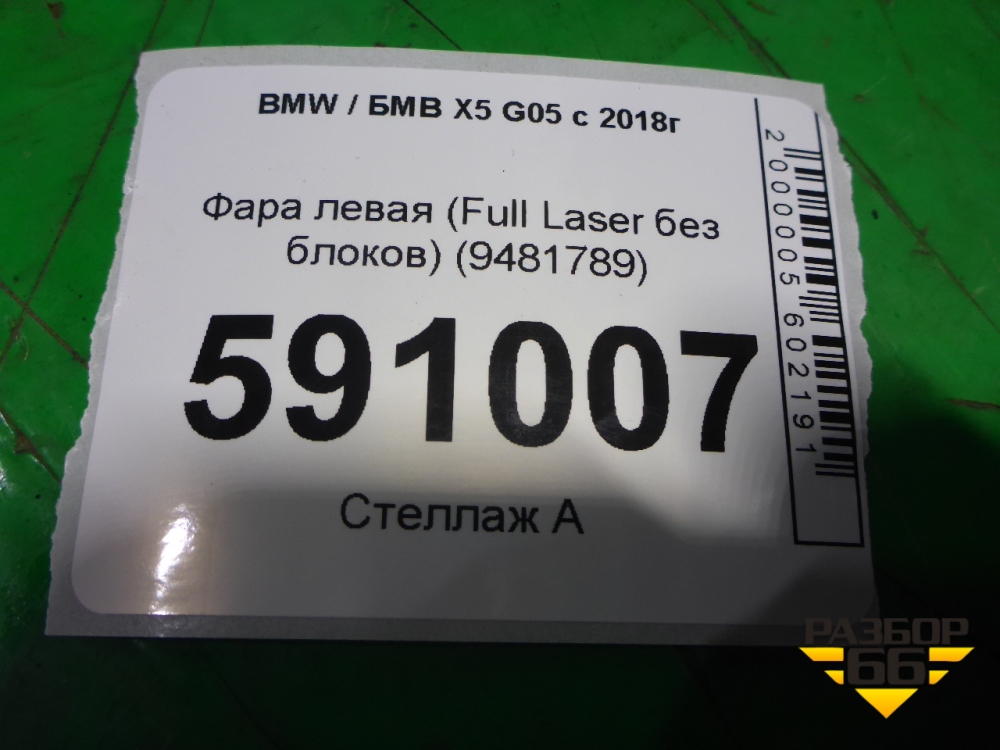 BMW / БМВ X5 G05 с 2018г
Фара левая (Full Laser без
блоков) (9481789)
591007
Стеллаж А
2000005602191
РАЗБОР
66